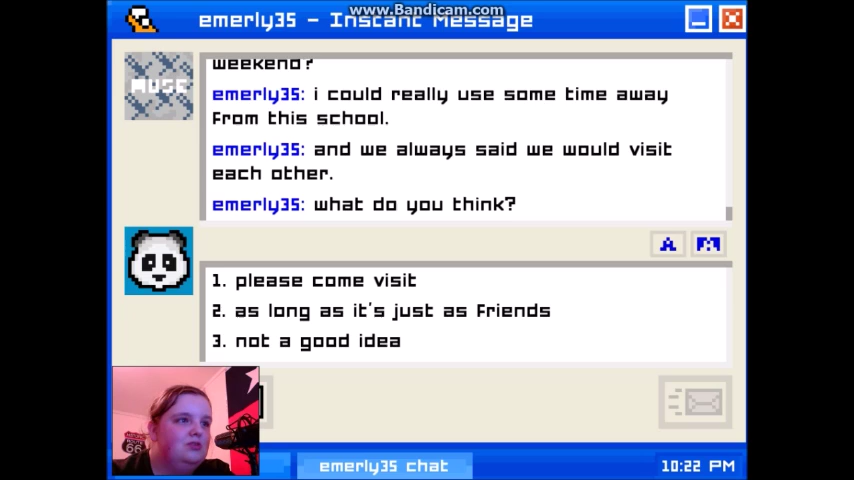 www.Bandicam.com
emerly35 - Instant Message
weekend?
MUSE
emerly35: i could really use some time away
from this school.
emerly35: and we always said we would visit
each other.
emerly35: what do you think?
A
1. please come visit
2. as long as it's just as friends
3. not a good idea
ROUTE
66
emerly35 chat
10:22 PM